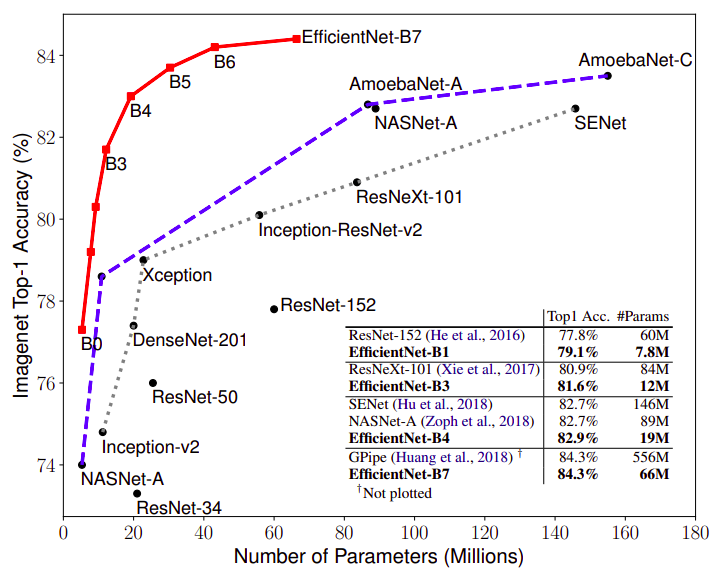 84
82
80
78
76
74
Imagenet Top-1 Accuracy (%)
0 20 40 60 80 100 120 140 160 180
Number of Parameters (Millions)
EfficientNet-B7
B6
B5
B4
B3
B0
AmoebaNet-C
AmoebaNet-A
NASNet-A
SENet
ResNeXt-101
Inception-ResNet-v2
Xception
ResNet-152
DenseNet-201
ResNet-50
Inception-v2
NASNet-A
ResNet-34
Top1 Acc. #Params
ResNet-152 (He et al., 2016) 77.8% 60M
EfficientNet-B1 79.1% 7.8M
ResNeXt-101 (Xie et al., 2017) 80.9% 84M
EfficientNet-B3 81.6% 12M
SENet (Hu et al., 2018) 82.7% 146M
NASNet-A (Zoph et al., 2018) 82.7% 89M
EfficientNet-B4 82.9% 19M
GPipe (Huang et al., 2018) † 84.3% 556M
EfficientNet-B7 84.3% 66M
†Not plotted